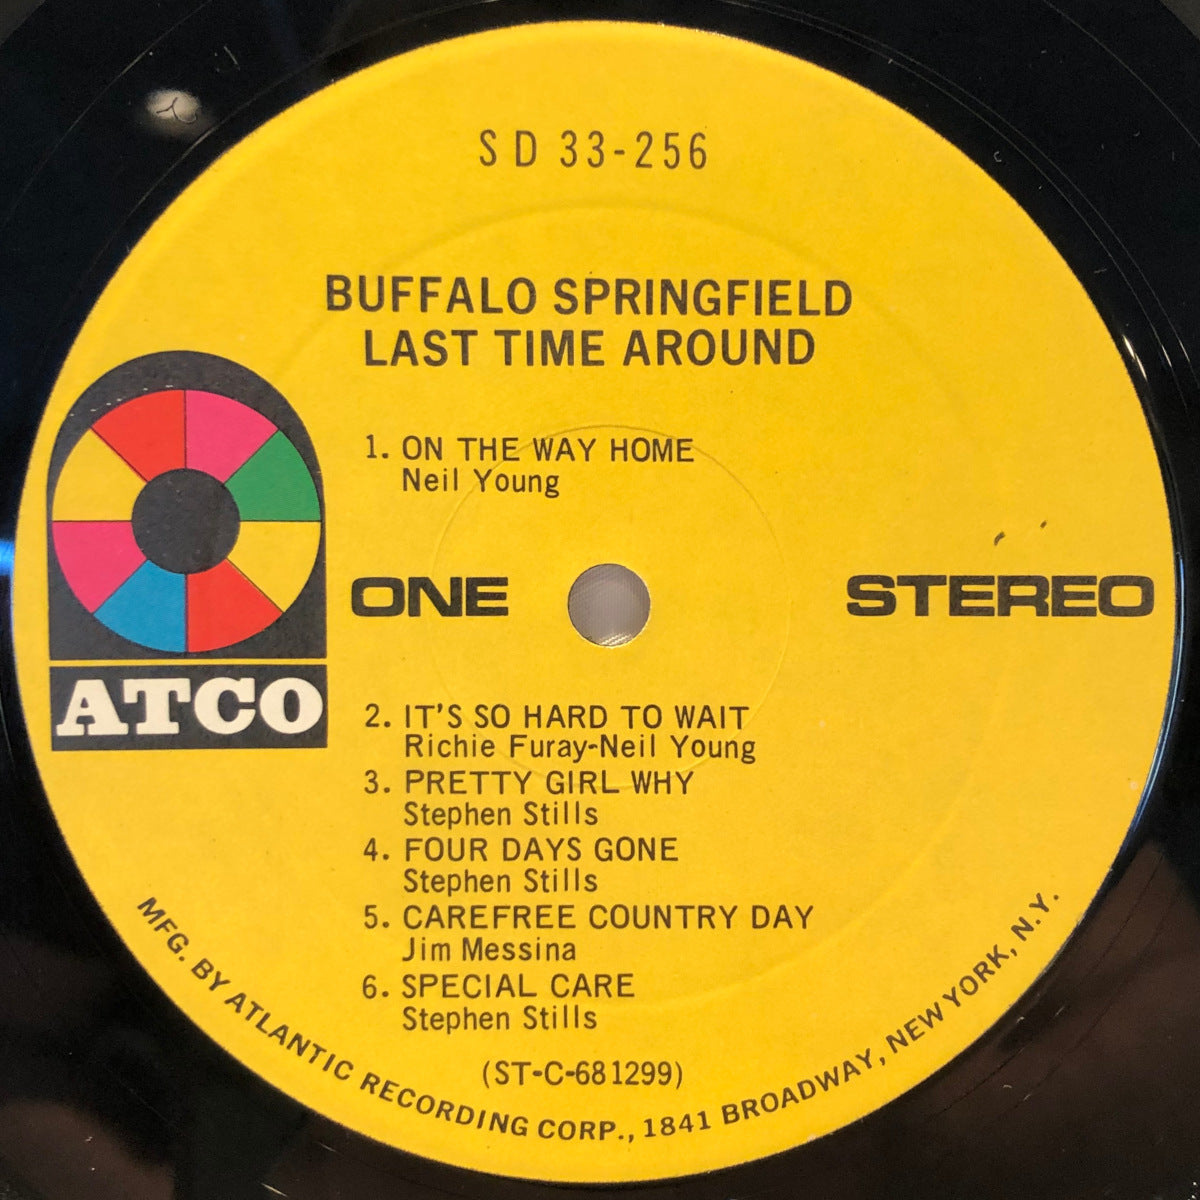 SD 33-256
BUFFALO SPRINGFIELD
LAST TIME AROUND
1. ON THE WAY HOME
Neil Young
ONE
STEREO
ATCO
2. IT'S SO HARD TO WAIT
Richie Furay-Neil Young
3. PRETTY GIRL WHY
Stephen Stills
4. FOUR DAYS GONE
Stephen Stills
5. CAREFREE COUNTRY DAY
Jim Messina
6. SPECIAL CARE
Stephen Stills
(ST-C-681299)
MFG. BY ATLANTIC RECORDING CORP., 1841 BROADWAY, NEW YORK, N.Y.